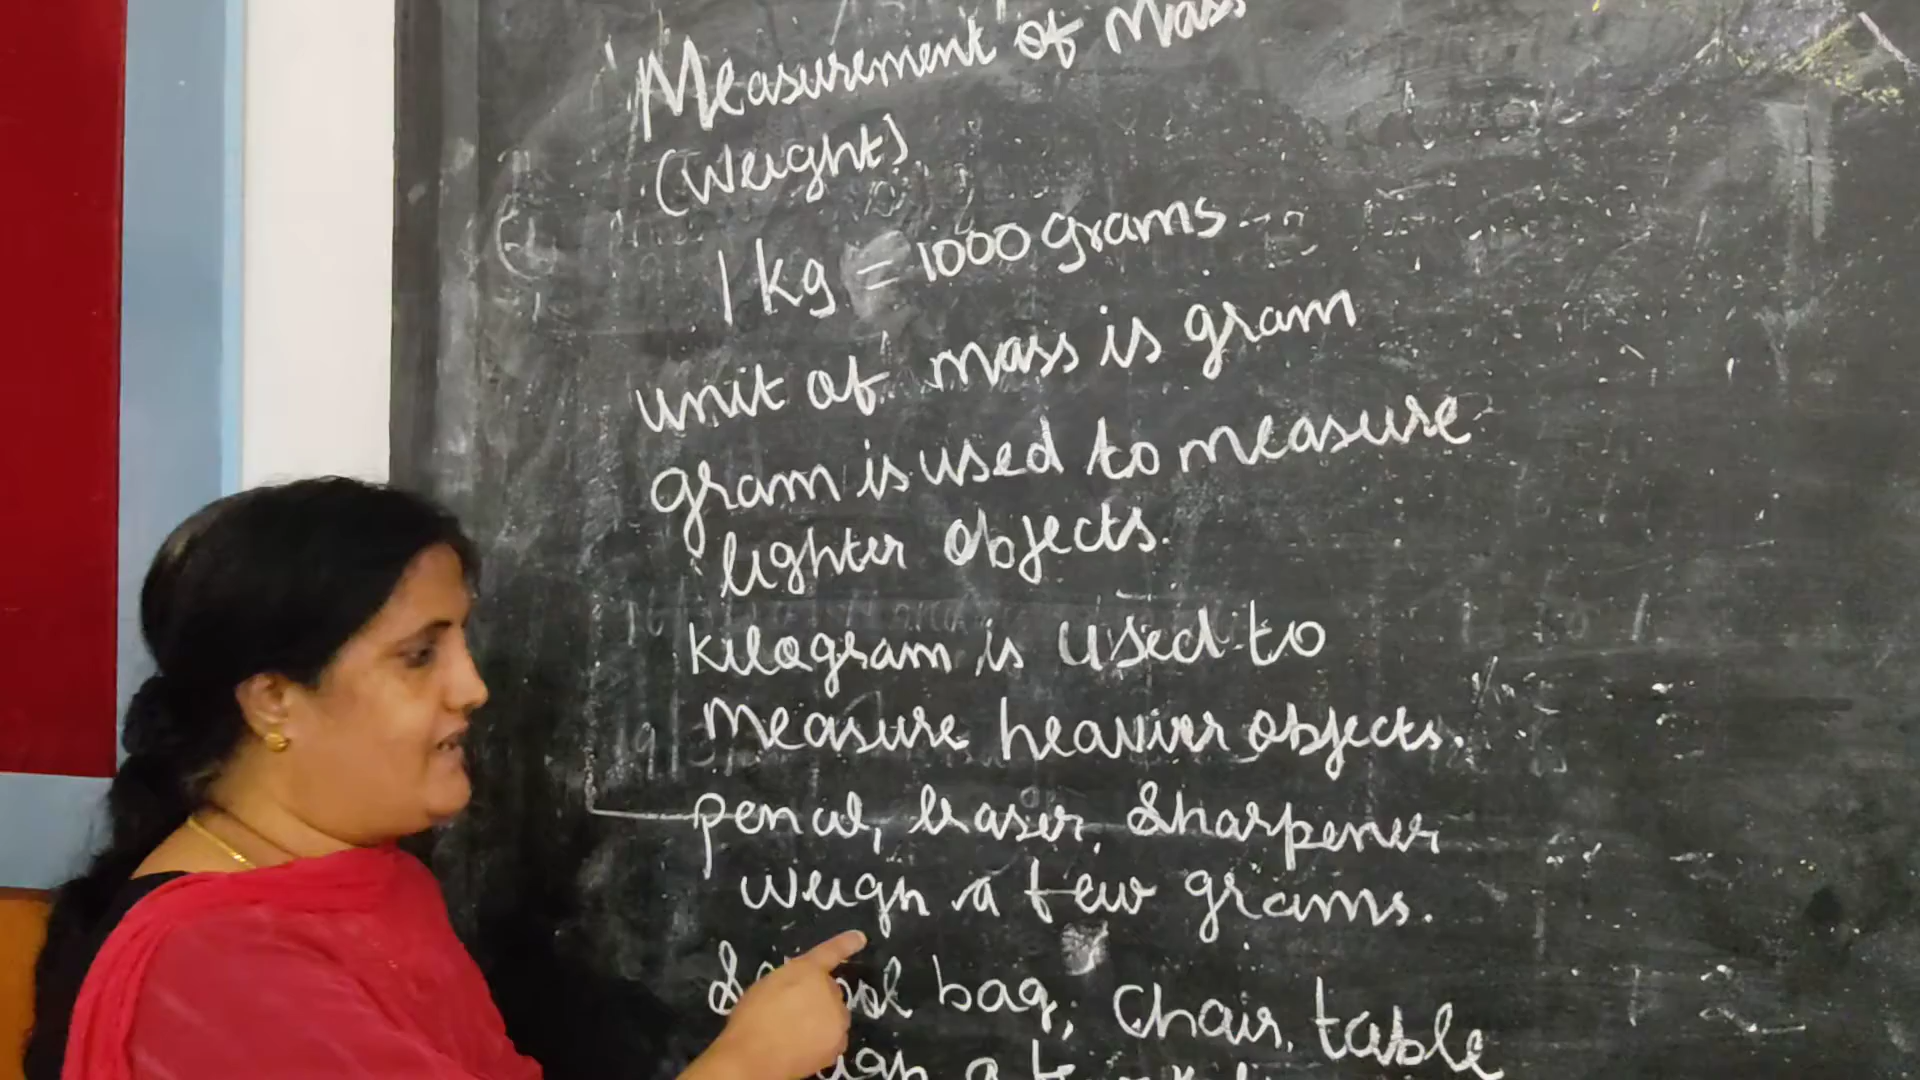 Measurement of Mass
(Weight)
1 kg = 1000 grams
unit of mass is gram
gram is used to measure
lighter objects.
kilogram is used to
measure heavier objects.
pencil, Eraser, Sharpener
weigh a few grams.
School bag, Chair, table
a